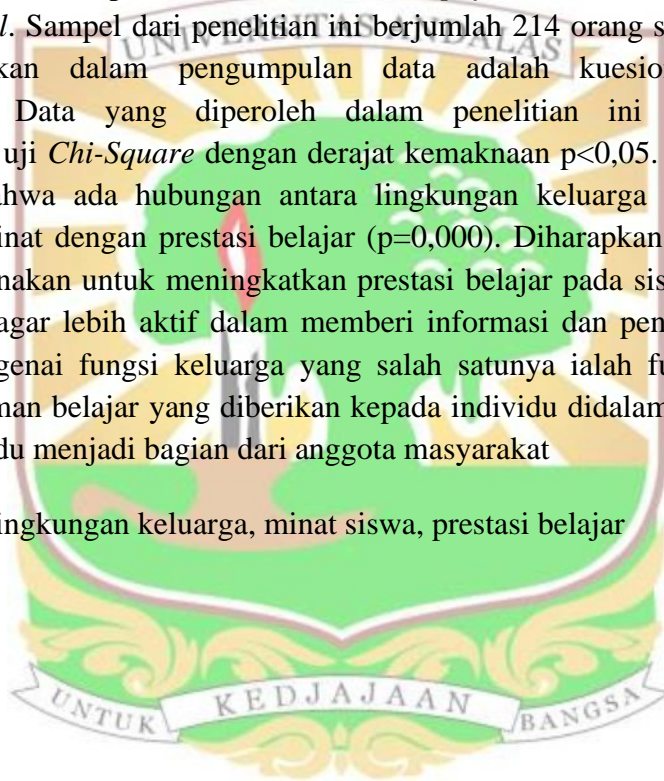 l. Sampel dari penelitian ini berjumlah 214 orang s
UNIVERSITAS ANDALAS
kan dalam pengumpulan data adalah kuesion
Data yang diperoleh dalam penelitian ini
uji Chi-Square dengan derajat kemaknaan p<0,05.
ahwa ada hubungan antara lingkungan keluarga
inat dengan prestasi belajar (p=0,000). Diharapkan
nakan untuk meningkatkan prestasi belajar pada sis
agar lebih aktif dalam memberi informasi dan pen
genai fungsi keluarga yang salah satunya ialah fu
man belajar yang diberikan kepada individu didalam
du menjadi bagian dari anggota masyarakat
ingkungan keluarga, minat siswa, prestasi belajar
UNTUK KEDJAJAAN BANGSA